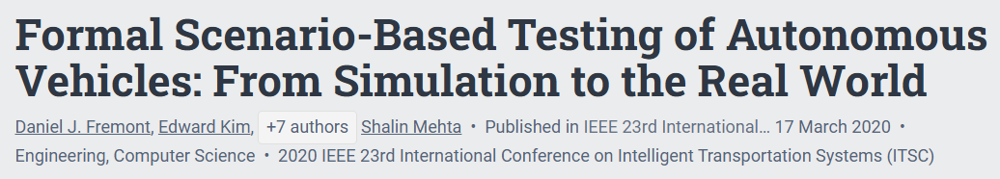 Formal Scenario-Based Testing of Autonomous
Vehicles: From Simulation to the Real World
Daniel J. Fremont, Edward Kim, +7 authors Shalin Mehta • Published in IEEE 23rd International... 17 March 2020 •
Engineering, Computer Science • 2020 IEEE 23rd International Conference on Intelligent Transportation Systems (ITSC)